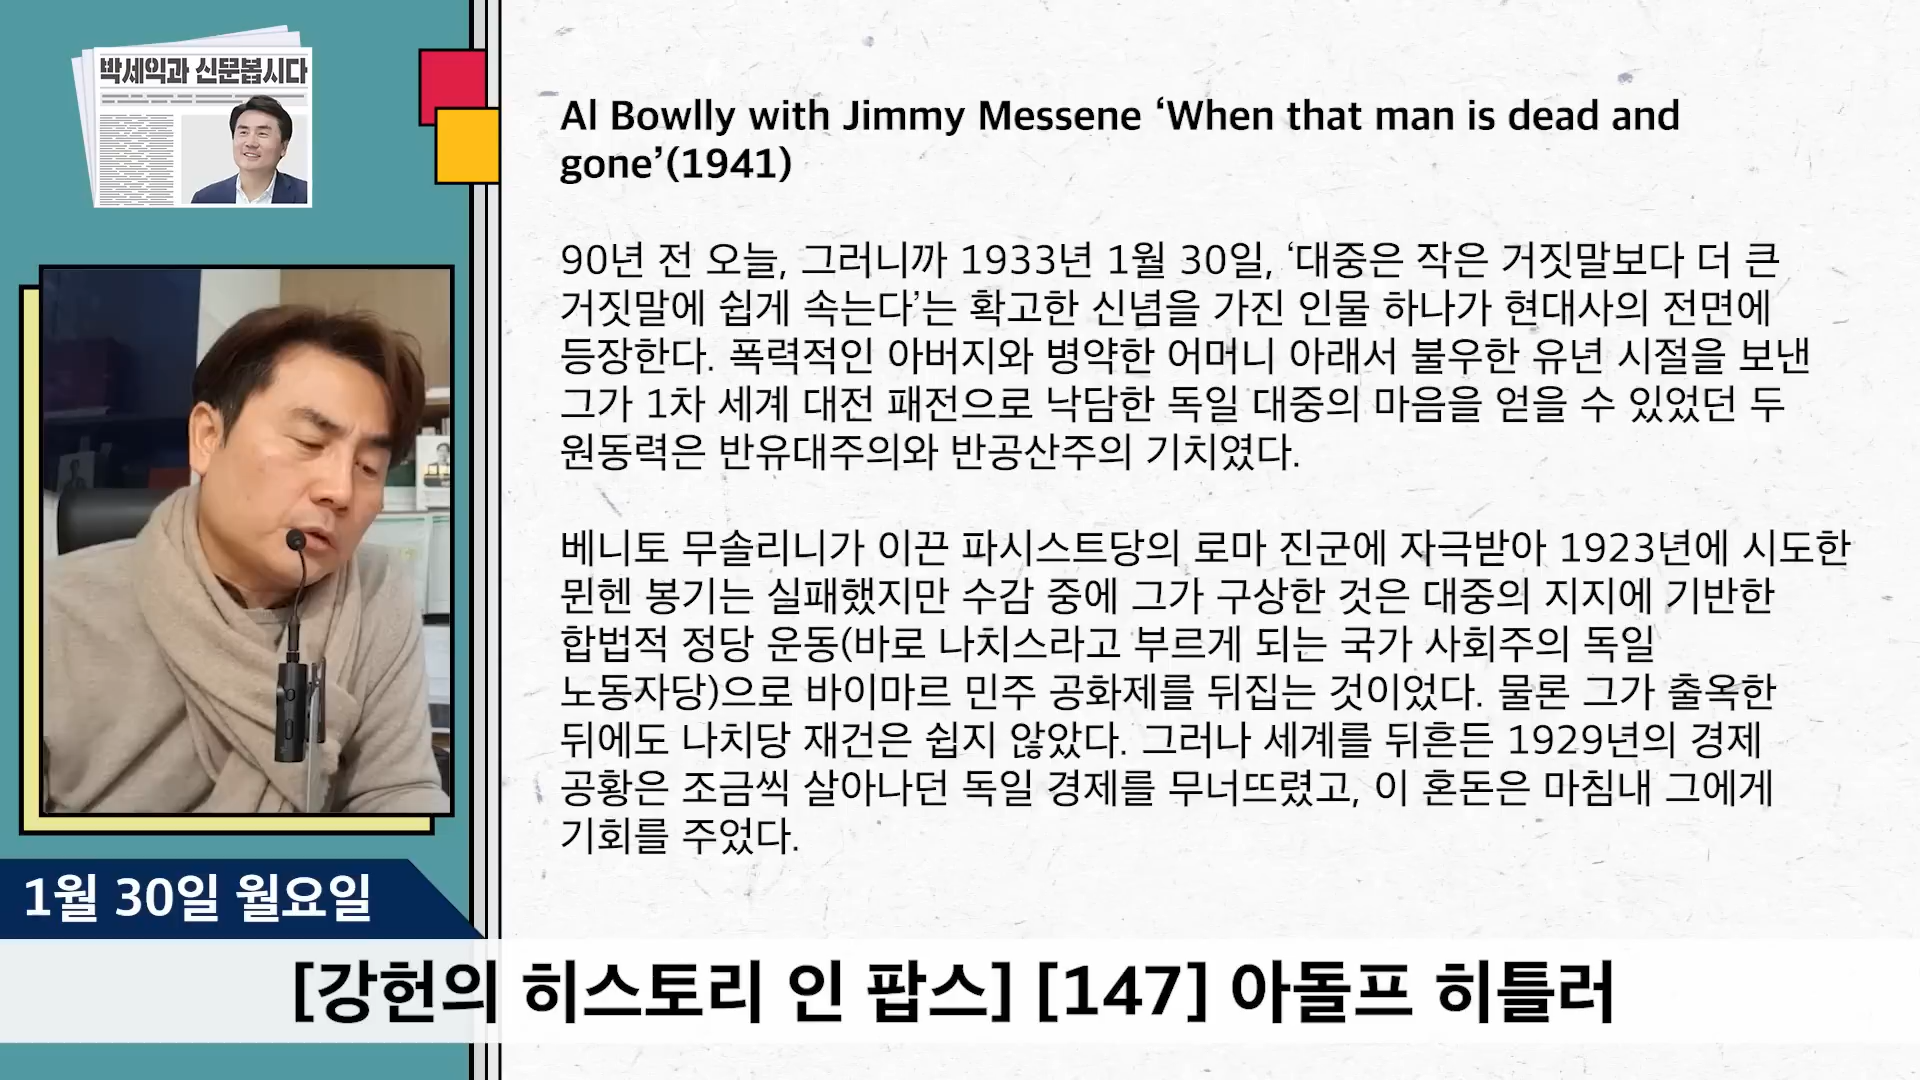 박세익과 신문봅시다
Al Bowlly with Jimmy Messene ‘When that man is dead and
gone’(1941)
90년 전 오늘, 그러니까 1933년 1월 30일, ‘대중은 작은 거짓말보다 더 큰
거짓말에 쉽게 속는다’는 확고한 신념을 가진 인물 하나가 현대사의 전면에
등장한다. 폭력적인 아버지와 병약한 어머니 아래서 불우한 유년 시절을 보낸
그가 1차 세계 대전 패전으로 낙담한 독일 대중의 마음을 얻을 수 있었던 두
원동력은 반유대주의와 반공산주의 기치였다.
베니토 무솔리니가 이끈 파시스트당의 로마 진군에 자극받아 1923년에 시도한
뮌헨 봉기는 실패했지만 수감 중에 그가 구상한 것은 대중의 지지에 기반한
합법적 정당 운동(바로 나치스라고 부르게 되는 국가 사회주의 독일
노동자당)으로 바이마르 민주 공화제를 뒤집는 것이었다. 물론 그가 출옥한
뒤에도 나치당 재건은 쉽지 않았다. 그러나 세계를 뒤흔든 1929년의 경제
공황은 조금씩 살아나던 독일 경제를 무너뜨렸고, 이 혼돈은 마침내 그에게
기회를 주었다.
1월 30일 월요일
[강헌의 히스토리 인 팝스] [147] 아돌프 히틀러